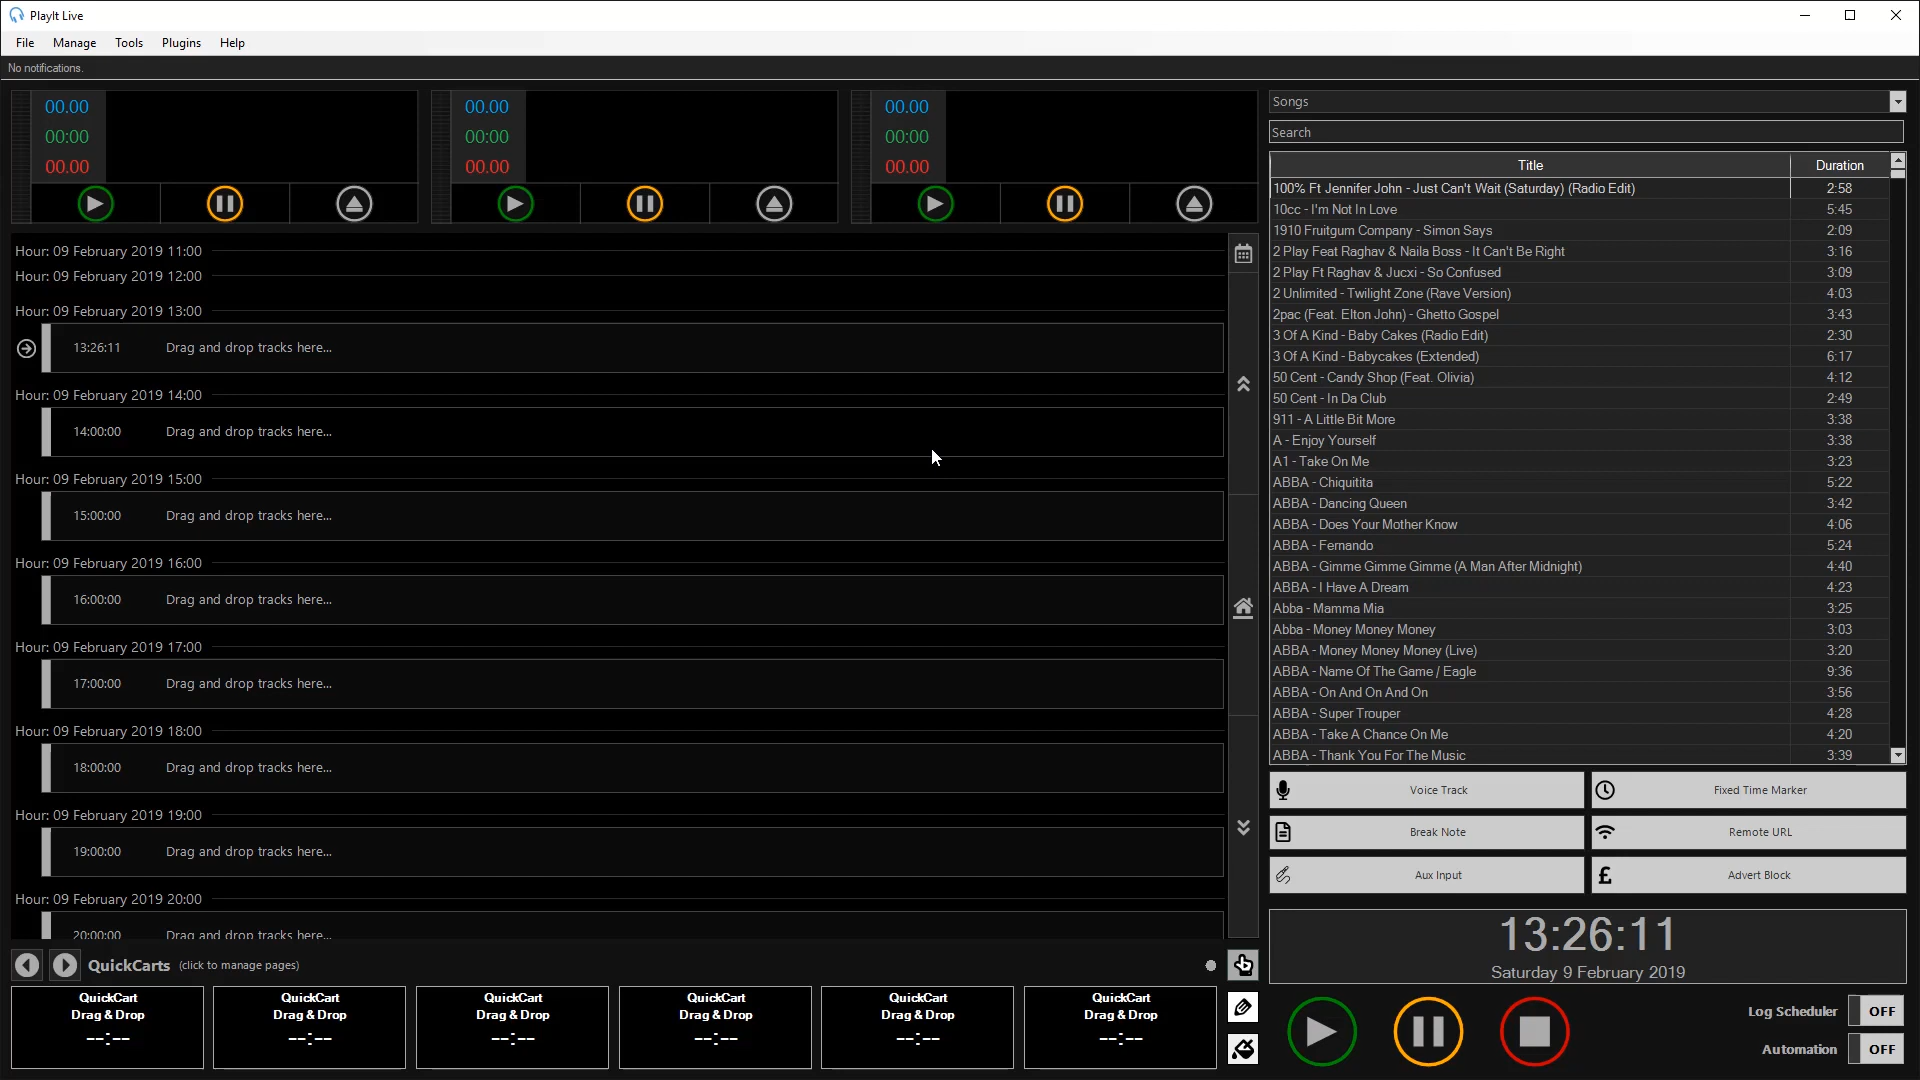 PlayIt Live
File Manage Tools Plugins Help
No notifications.
00.00
00:00
00.00
00.00
00:00
00.00
00.00
00:00
00.00
Hour: 09 February 2019 11:00
Hour: 09 February 2019 12:00
Hour: 09 February 2019 13:00
13:26:11 Drag and drop tracks here...
Hour: 09 February 2019 14:00
14:00:00 Drag and drop tracks here...
Hour: 09 February 2019 15:00
15:00:00 Drag and drop tracks here...
Hour: 09 February 2019 16:00
16:00:00 Drag and drop tracks here...
Hour: 09 February 2019 17:00
17:00:00 Drag and drop tracks here...
Hour: 09 February 2019 18:00
18:00:00 Drag and drop tracks here...
Hour: 09 February 2019 19:00
19:00:00 Drag and drop tracks here...
Hour: 09 February 2019 20:00
20:00:00 Drag and drop tracks here...
QuickCarts (click to manage pages)
QuickCart
Drag & Drop
--:--
QuickCart
Drag & Drop
--:--
QuickCart
Drag & Drop
--:--
QuickCart
Drag & Drop
--:--
QuickCart
Drag & Drop
--:--
QuickCart
Drag & Drop
--:--
Songs
Search
Title Duration
100% Ft Jennifer John - Just Can't Wait (Saturday) (Radio Edit) 2:58
10cc - I'm Not In Love 5:45
1910 Fruitgum Company - Simon Says 2:09
2 Play Feat Raghav & Naila Boss - It Can't Be Right 3:16
2 Play Ft Raghav & Jucxi - So Confused 3:09
2 Unlimited - Twilight Zone (Rave Version) 4:03
2pac (Feat. Elton John) - Ghetto Gospel 3:43
3 Of A Kind - Baby Cakes (Radio Edit) 2:30
3 Of A Kind - Babycakes (Extended) 6:17
50 Cent - Candy Shop (Feat. Olivia) 4:12
50 Cent - In Da Club 2:49
911 - A Little Bit More 3:38
A - Enjoy Yourself 3:38
A1 - Take On Me 3:23
ABBA - Chiquitita 5:22
ABBA - Dancing Queen 3:42
ABBA - Does Your Mother Know 4:06
ABBA - Fernando 5:24
ABBA - Gimme Gimme Gimme (A Man After Midnight) 4:40
ABBA - I Have A Dream 4:23
Abba - Mamma Mia 3:25
Abba - Money Money Money 3:03
ABBA - Money Money Money (Live) 3:20
ABBA - Name Of The Game / Eagle 9:36
ABBA - On And On And On 3:56
ABBA - Super Trouper 4:28
ABBA - Take A Chance On Me 4:20
ABBA - Thank You For The Music 3:39
Voice Track Fixed Time Marker
Break Note Remote URL
Aux Input £ Advert Block
13:26:11
Saturday 9 February 2019
Log Scheduler OFF
Automation OFF